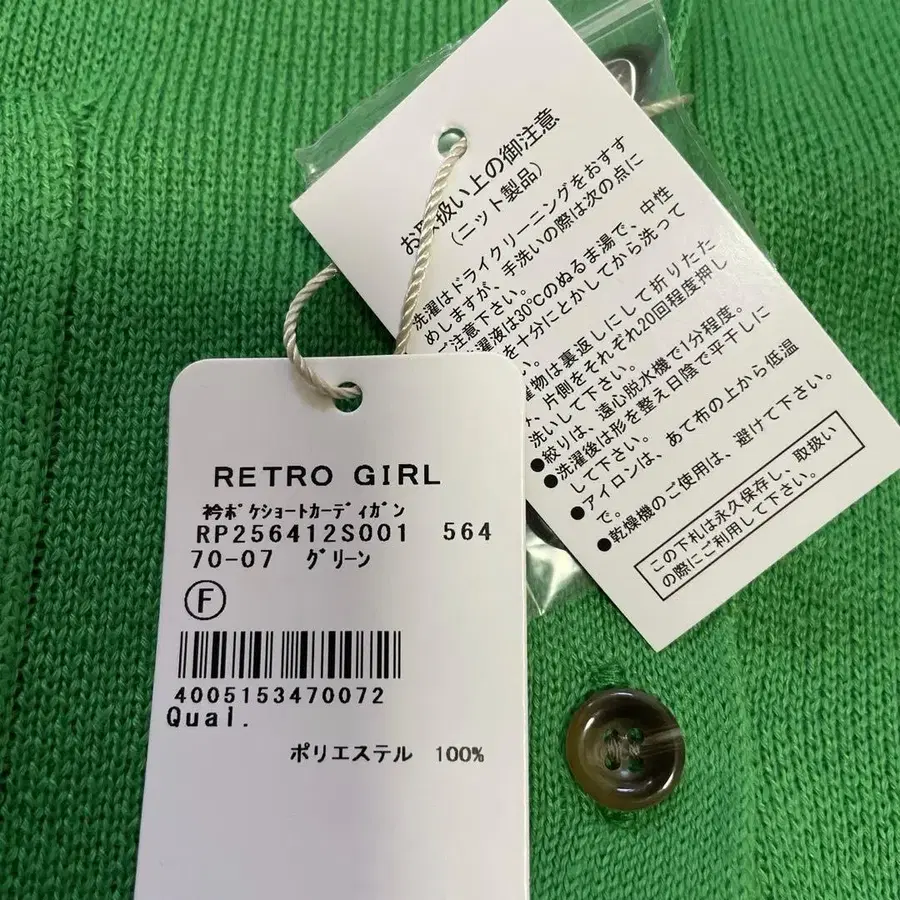 RETRO GIRL
衿ﾎﾟｹｼｮｰﾄｶｰﾃﾞｨｶﾞﾝ
RP256412S001 564
70-07 ｸﾞﾘｰﾝ
F
4005153470072
Qual.
ポリエステル 100%
お取扱い上の御注意
(ニット製品)
洗濯はドライクリーニングをおすす
めしますが、手洗いの際は次の点に
ご注意下さい。
濯液は30℃のぬるま湯で、中性
を十分にとかしてから洗って
い。
物は裏返しにして折りたた
、片側をそれぞれ20回程度押し
洗いして下さい。
●絞りは、遠心脱水機で1分程度。
●洗濯後は形を整え日陰で平干しに
して下さい。
●アイロンは、あて布の上から低温
で。
●乾燥機のご使用は、避けて下さい。
この下札は永久保存し、取扱い
の際にご利用して下さい。